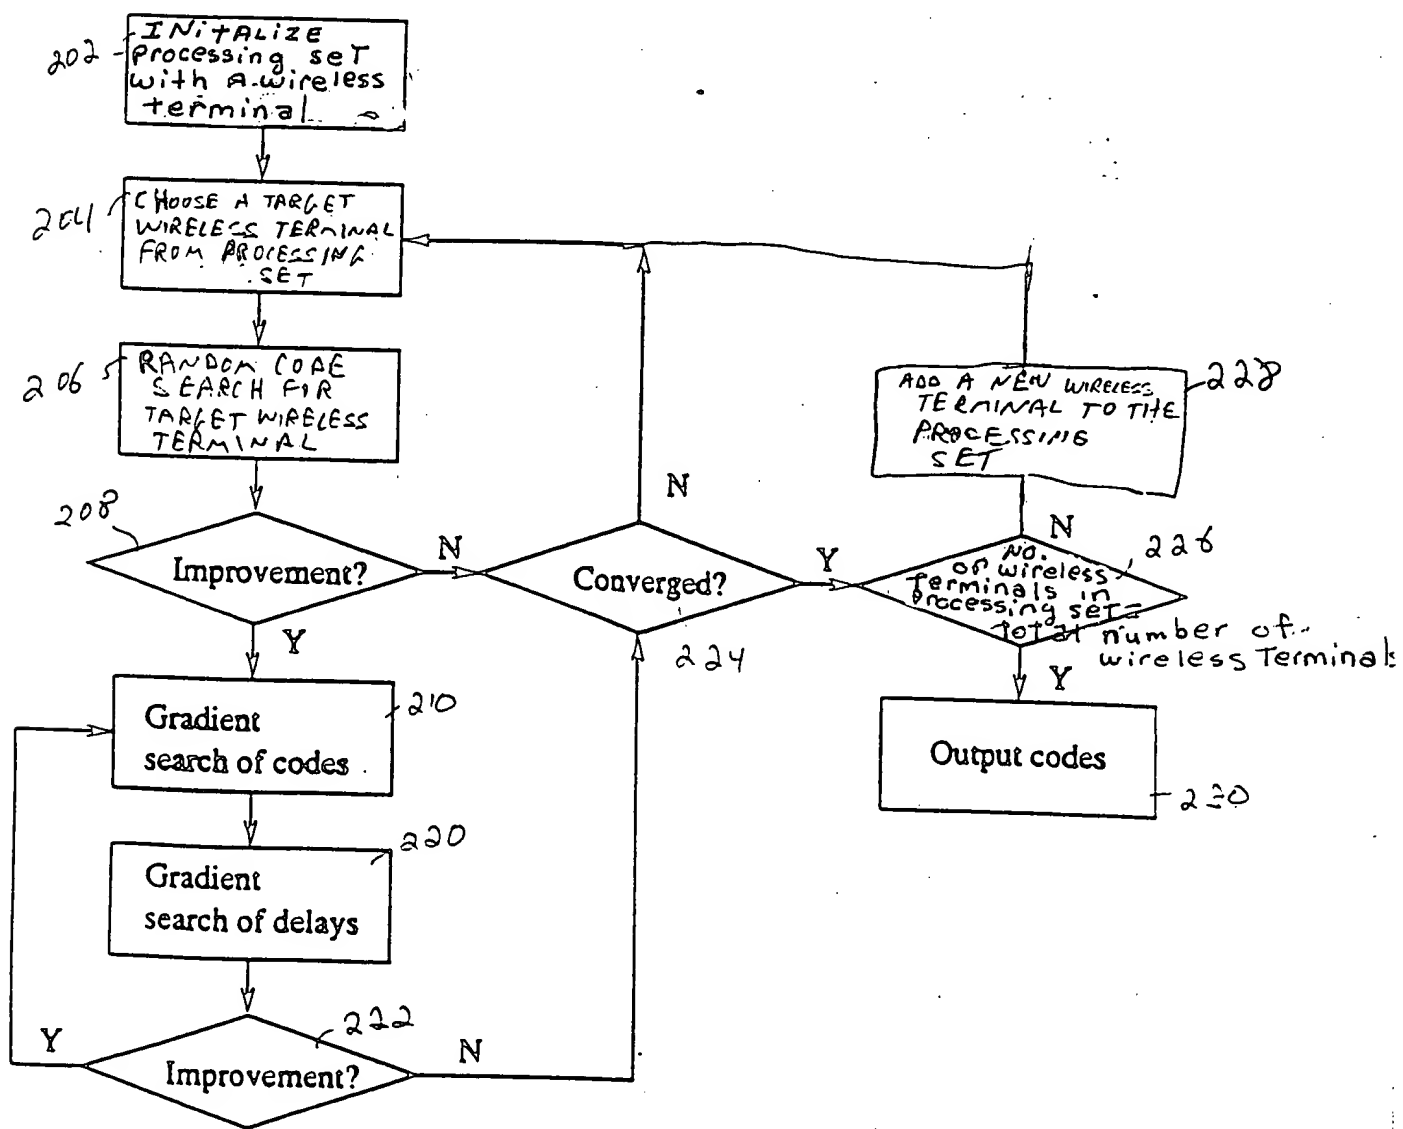 202
INITALIZE
Processing seT
with A-wireless
terminal
204
CHOOSE A TARGET
WIRELESS TERMINAL
FROM PROCESSING
SET
206
RANDOM CODE
SEARCH FOR
TARGET WIRELESS
TERMINAL
208
Improvement?
N
Y
210
Gradient
search of codes
220
Gradient
search of delays
222
Improvement?
Y
N
Converged?
224
N
Y
228
ADD A NEW WIRELESS
TERMINAL TO THE
PROCESSING
SET
N
226
NO.
of wireless
Terminals in
Processing set =
Total number of
wireless Terminals
Y
Output codes
230